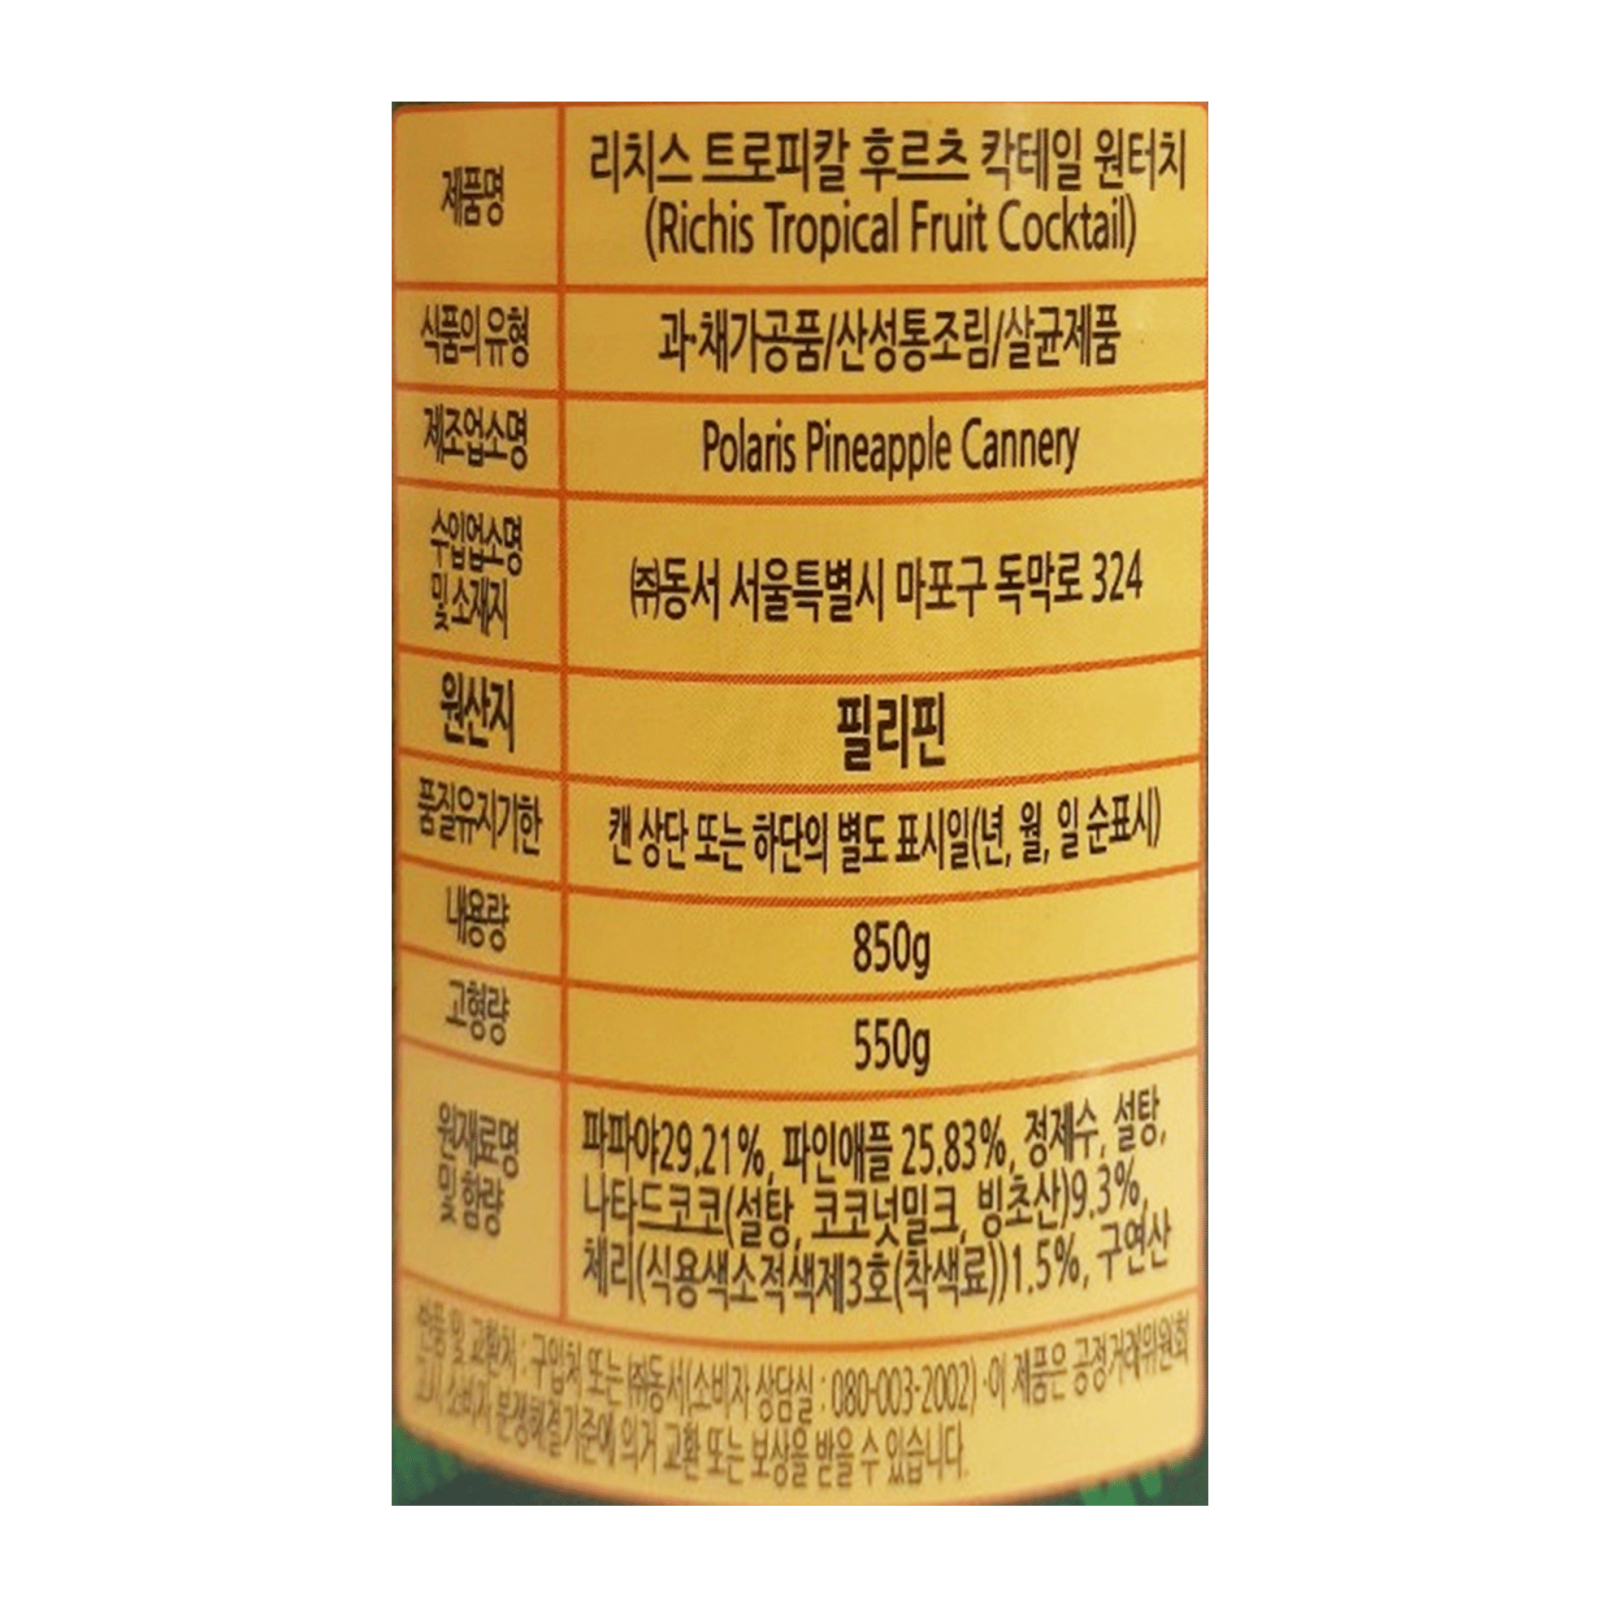 제품명
리치스 트로피칼 후르츠 칵테일 원터치
(Richis Tropical Fruit Cocktail)
식품의 유형
과·채가공품/산성통조림/살균제품
제조업소명
Polaris Pineapple Cannery
수입업소명
및 소재지
㈜동서 서울특별시 마포구 독막로 324
원산지
필리핀
품질유지기한
캔 상단 또는 하단의 별도 표시일(년, 월, 일 순표시)
내용량
850g
고형량
550g
원재료명
및 함량
파파야29.21%, 파인애플 25.83%, 정제수, 설탕,
나타드코코(설탕, 코코넛밀크, 빙초산)9.3%,
체리(식용색소적색제3호(착색료))1.5%, 구연산
반품 및 교환처 : 구입처 또는 ㈜동서(소비자 상담실 : 080-003-2002) ·이 제품은 공정거래위원회
고시 소비자 분쟁해결기준에 의거 교환 또는 보상을 받을 수 있습니다.